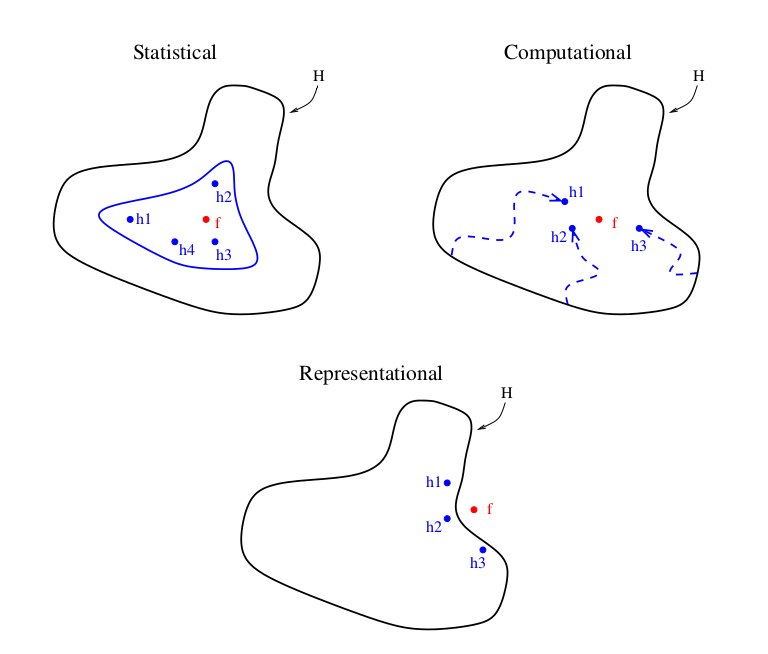 Statistical
H
h2
h1
f
h4
h3
Computational
H
h1
f
h2
h3
Representational
H
h1
f
h2
h3